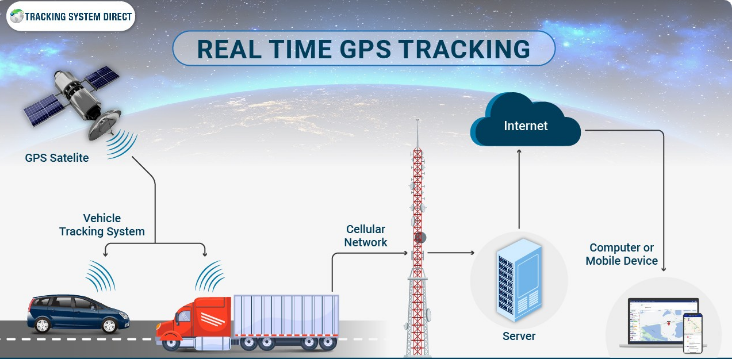 TRACKING SYSTEM DIRECT
REAL TIME GPS TRACKING
GPS Satelite
Vehicle
Tracking System
Cellular
Network
Internet
Server
Computer or
Mobile Device